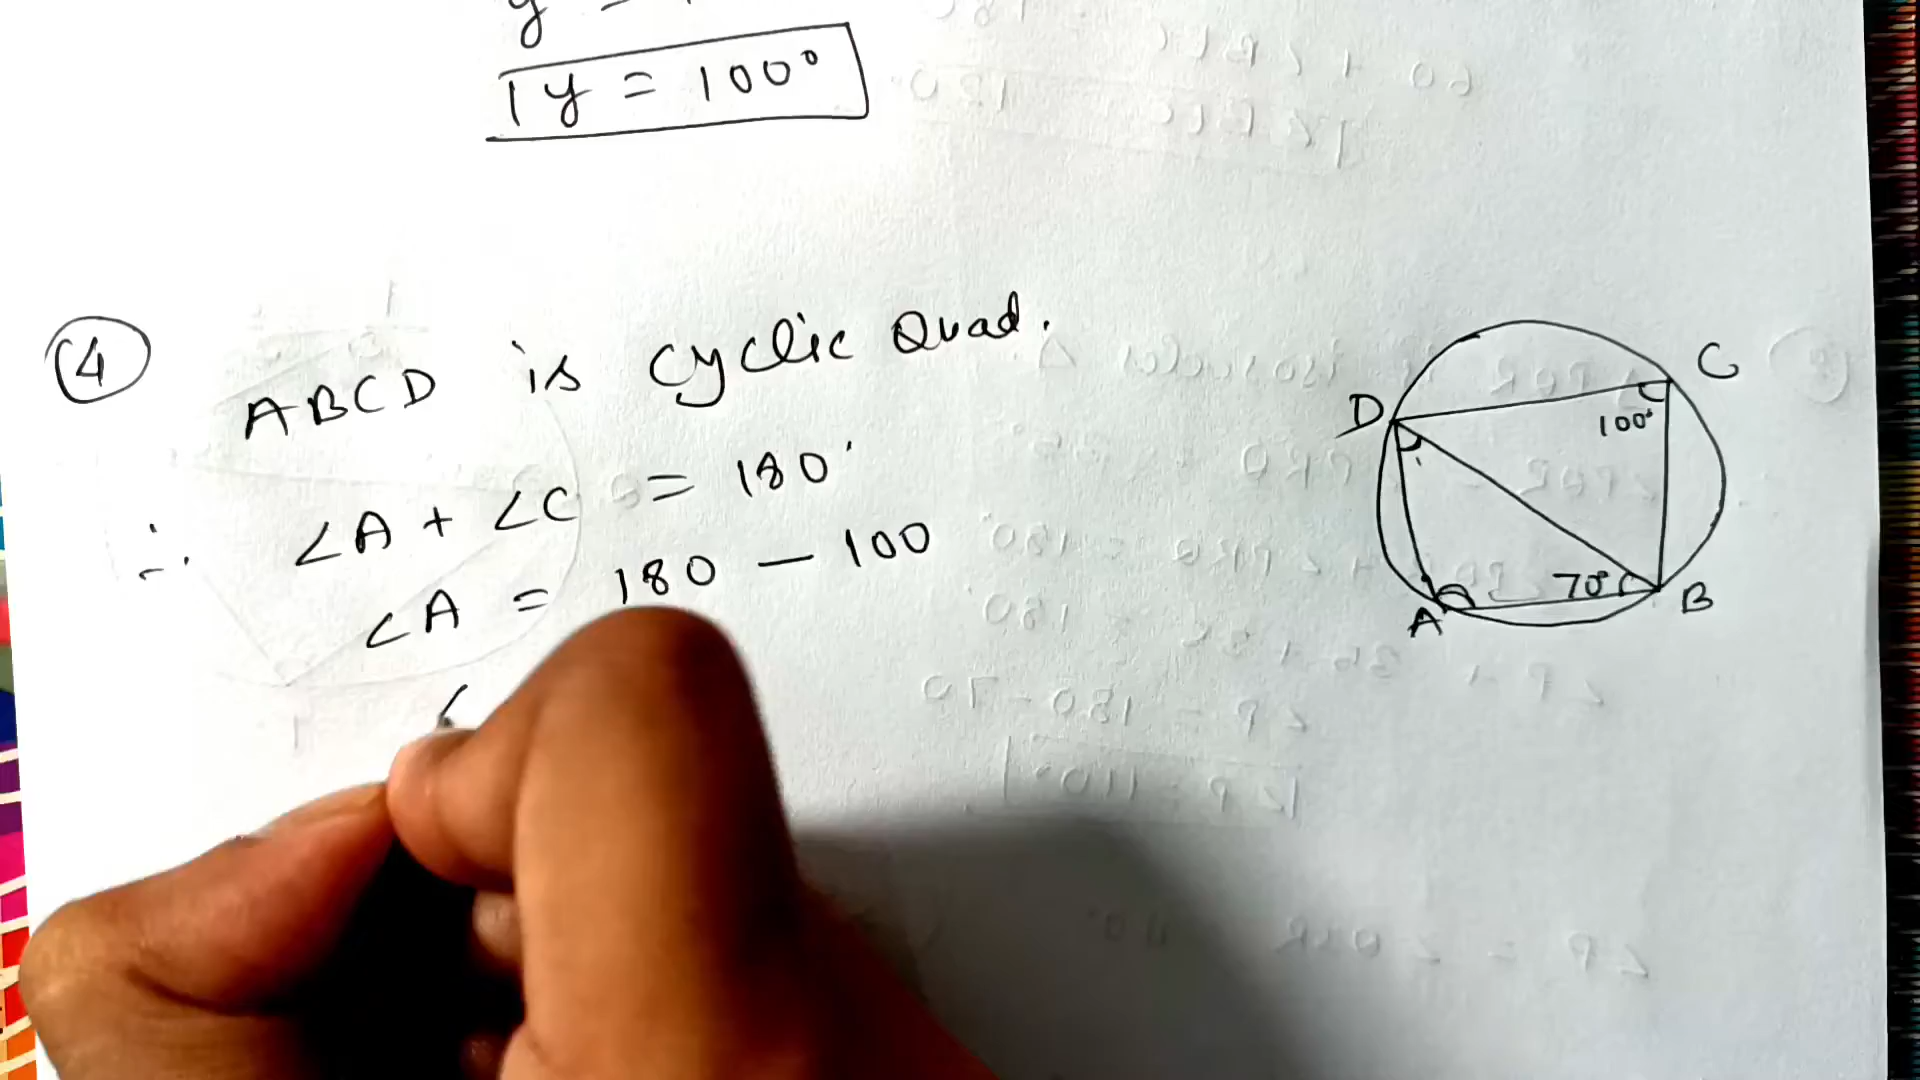 y =
y = 100°
4
ABCD is cyclic Quad.
∴ ∠A + ∠C = 180°
∠A = 180 - 100
∠
D
C
100°
70°
A
B